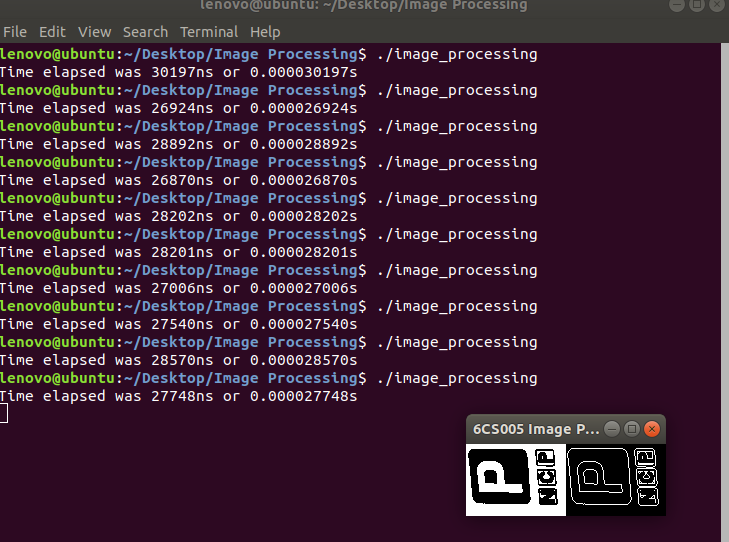 lenovo@ubuntu: ~/Desktop/Image Processing
File Edit View Search Terminal Help
lenovo@ubuntu:~/Desktop/Image Processing$ ./image_processing
Time elapsed was 30197ns or 0.000030197s
lenovo@ubuntu:~/Desktop/Image Processing$ ./image_processing
Time elapsed was 26924ns or 0.000026924s
lenovo@ubuntu:~/Desktop/Image Processing$ ./image_processing
Time elapsed was 28892ns or 0.000028892s
lenovo@ubuntu:~/Desktop/Image Processing$ ./image_processing
Time elapsed was 26870ns or 0.000026870s
lenovo@ubuntu:~/Desktop/Image Processing$ ./image_processing
Time elapsed was 28202ns or 0.000028202s
lenovo@ubuntu:~/Desktop/Image Processing$ ./image_processing
Time elapsed was 28201ns or 0.000028201s
lenovo@ubuntu:~/Desktop/Image Processing$ ./image_processing
Time elapsed was 27006ns or 0.000027006s
lenovo@ubuntu:~/Desktop/Image Processing$ ./image_processing
Time elapsed was 27540ns or 0.000027540s
lenovo@ubuntu:~/Desktop/Image Processing$ ./image_processing
Time elapsed was 28570ns or 0.000028570s
lenovo@ubuntu:~/Desktop/Image Processing$ ./image_processing
Time elapsed was 27748ns or 0.000027748s
6CS005 Image P...
P NCP P NCP